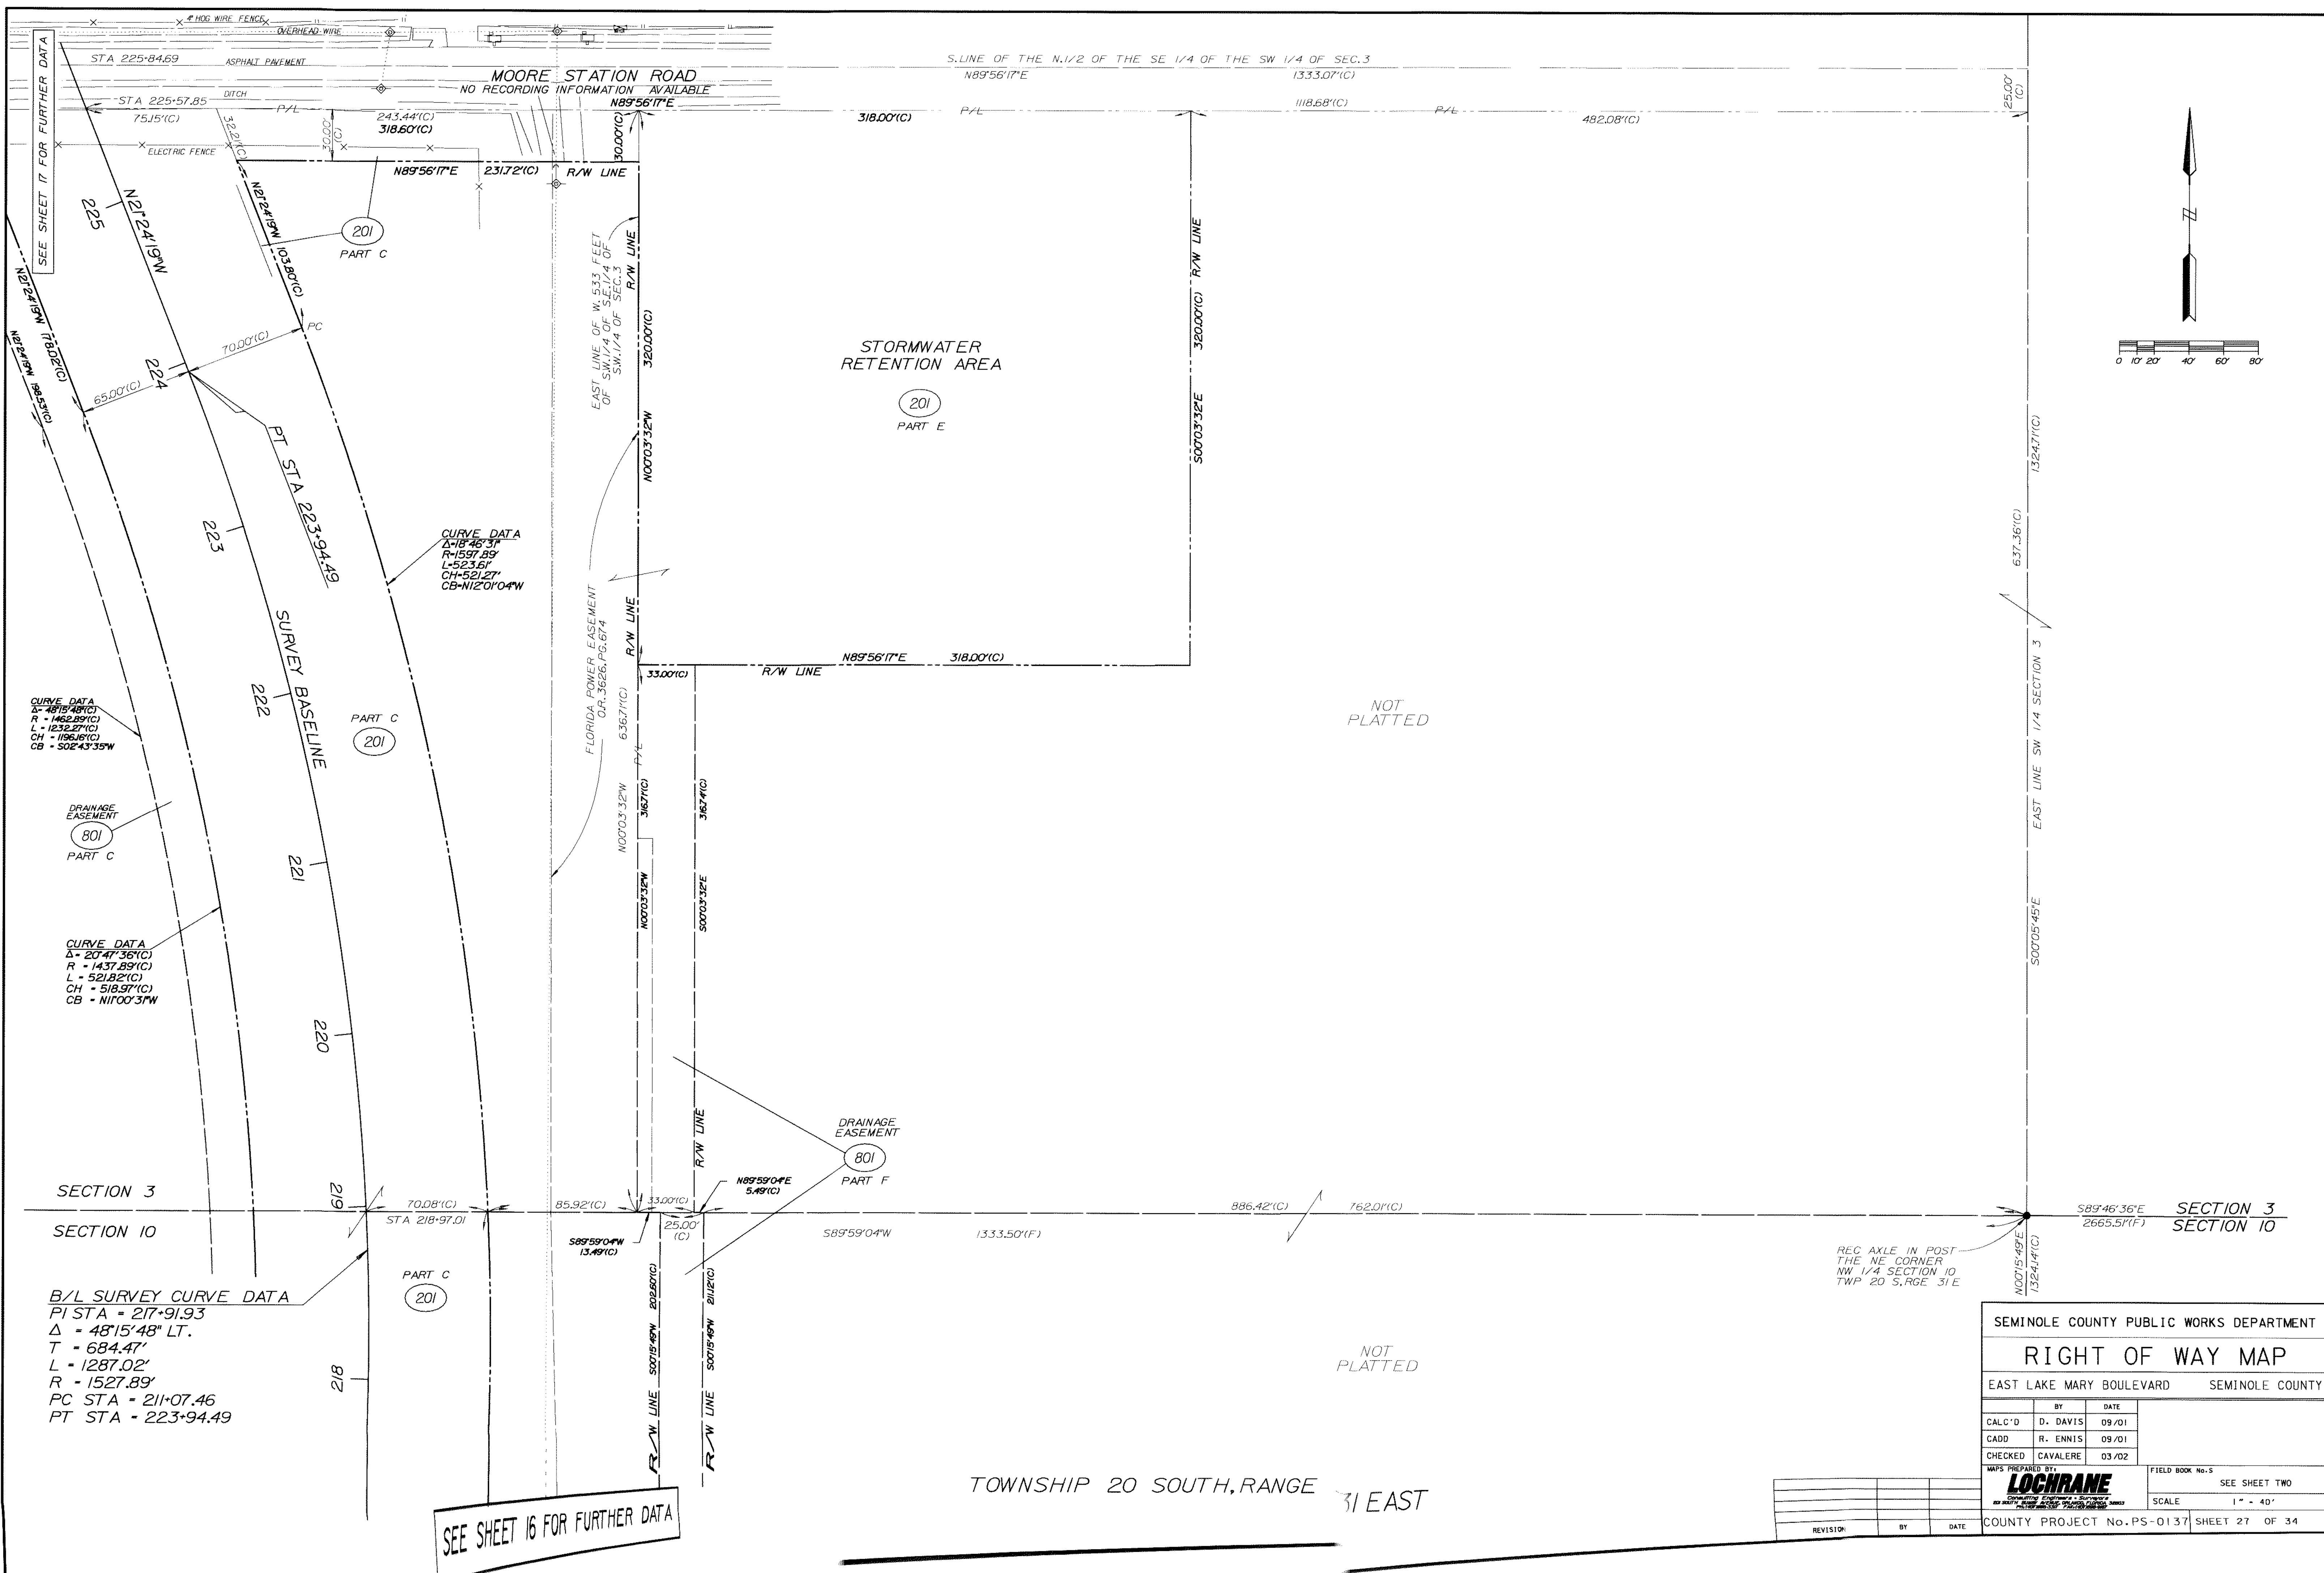 4" HOG WIRE FENCE
OVERHEAD WIRE
STA 225+84.69
ASPHALT PAVEMENT
MOORE STATION ROAD
NO RECORDING INFORMATION AVAILABLE
S.LINE OF THE N.1/2 OF THE SE 1/4 OF THE SW 1/4 OF SEC.3
N89°56'17"E
1333.07'(C)
25.00'
(C)
SEE SHEET 17 FOR FURTHER DATA
STA 225+57.85
DITCH
P/L
N89°56'17"E
75.15'(C)
243.44'(C)
318.60'(C)
318.00'(C)
P/L
1118.68'(C)
P/L
482.08'(C)
32.21'(C)
30.00'
(C)
30.00'(C)
ELECTRIC FENCE
N89°56'17"E
231.72'(C)
R/W LINE
225
N21°24'19"W
N21°24'19"W 103.80'(C)
201
PART C
EAST LINE OF W. 533 FEET
OF S.W.1/4 OF S.E.1/4 OF
S.W.1/4 OF SEC.3
R/W LINE
320.00'(C)
N00°03'32"W
R/W LINE
320.00'(C)
S00°03'32"E
N21°24'19"W 178.02'(C)
N21°24'19"W 198.53'(C)
PC
70.00'(C)
65.00'(C)
224
STORMWATER
RETENTION AREA
201
PART E
0 10' 20' 40' 60' 80'
PT STA 223+94.49
223
CURVE DATA
Δ=18°46'31"
R=1597.89'
L=523.61'
CH=521.27'
CB=N12°01'04"W
1324.71'(C)
637.36'(C)
EAST LINE SW 1/4 SECTION 3
S00°05'45"E
FLORIDA POWER EASEMENT
O.R.3626,PG.674
R/W LINE
SURVEY BASELINE
33.00'(C)
R/W LINE
N89°56'17"E
318.00'(C)
222
CURVE DATA
Δ= 48°15'48"(C)
R = 1462.89'(C)
L = 1232.27'(C)
CH = 1196.16'(C)
CB = S02°43'35"W
PART C
201
636.71'(C)
P/L
N00°03'32"W
316.71'(C)
316.74'(C)
NOT
PLATTED
DRAINAGE
EASEMENT
801
PART C
221
N00°03'32"W
S00°03'32"E
CURVE DATA
Δ= 20°47'36"(C)
R = 1437.89'(C)
L = 521.82'(C)
CH = 518.97'(C)
CB = N11°00'31"W
220
R/W LINE
DRAINAGE
EASEMENT
801
PART F
SECTION 3
219
70.08'(C)
85.92'(C)
33.00'(C)
N89°59'04"E
5.49'(C)
886.42'(C)
762.01'(C)
S89°46'36"E
SECTION 3
SECTION 10
STA 218+97.01
S89°59'04"W
13.49'(C)
25.00'
(C)
S89°59'04"W
1333.50'(F)
2665.51'(F)
SECTION 10
REC AXLE IN POST
THE NE CORNER
NW 1/4 SECTION 10
TWP 20 S,RGE 31 E
N00°15'49"E
1324.14'(C)
PART C
201
B/L SURVEY CURVE DATA
PI STA = 217+91.93
Δ = 48°15'48" LT.
T = 684.47'
L = 1287.02'
R = 1527.89'
PC STA = 211+07.46
PT STA = 223+94.49
218
R/W LINE S00°15'49"W 202.60'(C)
R/W LINE S00°15'49"W 211.12'(C)
NOT
PLATTED
TOWNSHIP 20 SOUTH,RANGE 31 EAST
SEE SHEET 16 FOR FURTHER DATA
SEMINOLE COUNTY PUBLIC WORKS DEPARTMENT
RIGHT OF WAY MAP
EAST LAKE MARY BOULEVARD SEMINOLE COUNTY
BY DATE
CALC'D D. DAVIS 09/01
CADD R. ENNIS 09/01
CHECKED CAVALERE 03/02
MAPS PREPARED BY:
LOCHRANE
Consulting Engineers • Surveyors
FIELD BOOK No.S
SEE SHEET TWO
SCALE 1" = 40'
REVISION BY DATE
COUNTY PROJECT No.PS-0137 SHEET 27 OF 34